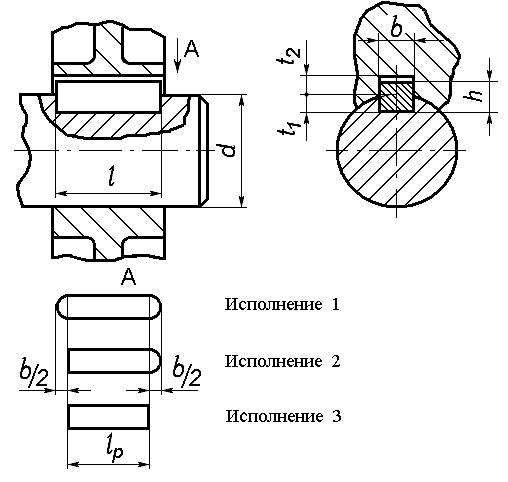 A
b
t2
t1
h
d
l
A
Исполнение 1
Исполнение 2
b/2
b/2
Исполнение 3
lp